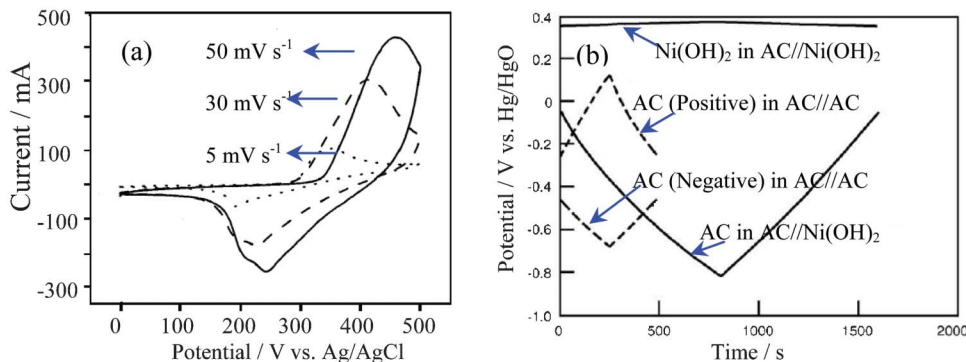 (a)
500
300
100
-100
-300
Current / mA
50 mV s⁻¹
30 mV s⁻¹
5 mV s⁻¹
0 100 200 300 400 500
Potential / V vs. Ag/AgCl
(b)
0.4
0.2
0
-0.2
-0.4
-0.6
-0.8
-1.0
Potential / V vs. Hg/HgO
Ni(OH)₂ in AC//Ni(OH)₂
AC (Positive) in AC//AC
AC (Negative) in AC//AC
AC in AC//Ni(OH)₂
0 500 1000 1500 2000
Time / s